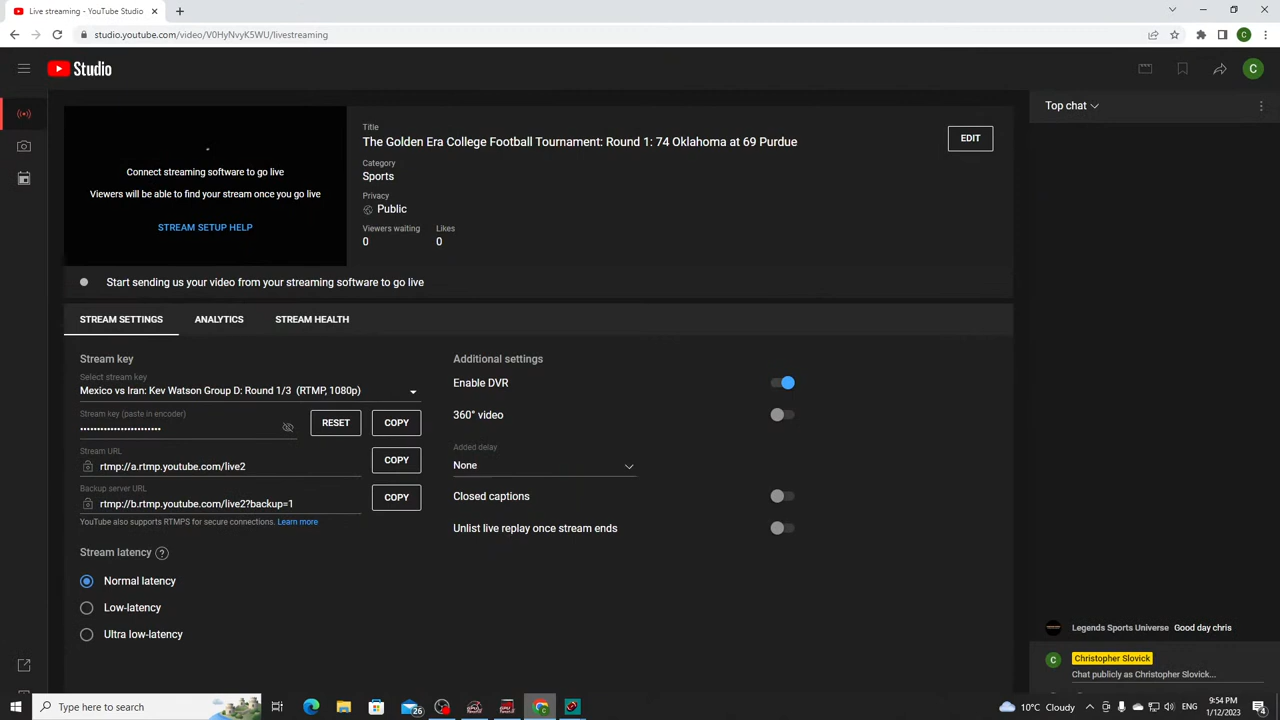 Live streaming - YouTube Studio
studio.youtube.com/video/V0HyNvyK5WU/livestreaming
C
Studio
C
Connect streaming software to go live
Viewers will be able to find your stream once you go live
STREAM SETUP HELP
Title
The Golden Era College Football Tournament: Round 1: 74 Oklahoma at 69 Purdue
EDIT
Category
Sports
Privacy
Public
Viewers waiting
Likes
0
0
Top chat
Start sending us your video from your streaming software to go live
STREAM SETTINGS
ANALYTICS
STREAM HEALTH
Stream key
Select stream key
Mexico vs Iran: Kev Watson Group D: Round 1/3 (RTMP, 1080p)
Stream key (paste in encoder)
••••••••••••••••••••••••
RESET
COPY
Stream URL
rtmp://a.rtmp.youtube.com/live2
COPY
Backup server URL
rtmp://b.rtmp.youtube.com/live2?backup=1
COPY
YouTube also supports RTMPS for secure connections. Learn more
Stream latency ?
Normal latency
Low-latency
Ultra low-latency
Additional settings
Enable DVR
360° video
Added delay
None
Closed captions
Unlist live replay once stream ends
Legends Sports Universe Good day chris
C
Christopher Slovick
Chat publicly as Christopher Slovick...
Type here to search
26
10°C Cloudy
9:54 PM
1/12/2023
4